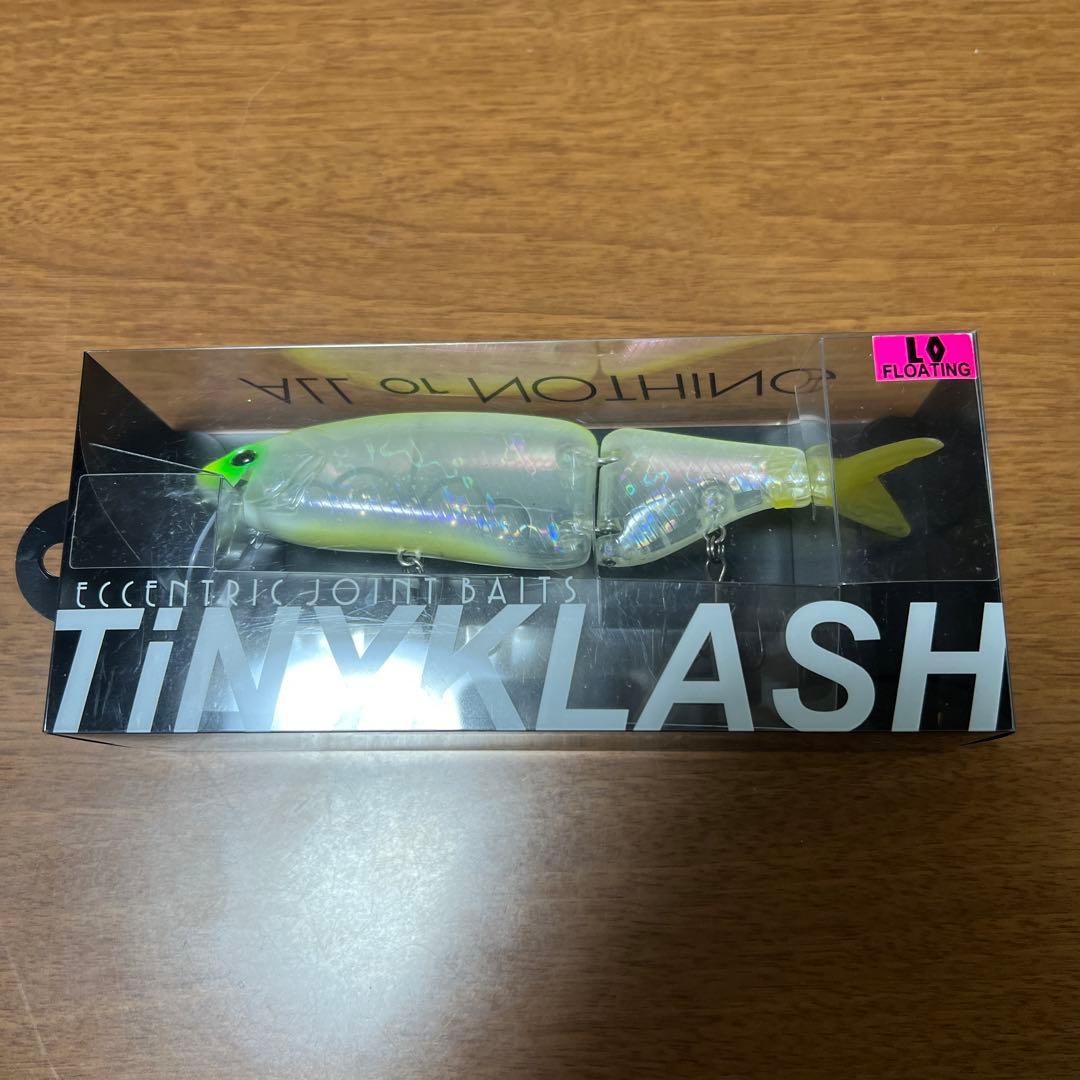 LO
FLOATING
ALL or NOTHING
ECCENTRIC JOINT BAITS
TiNYKLASH